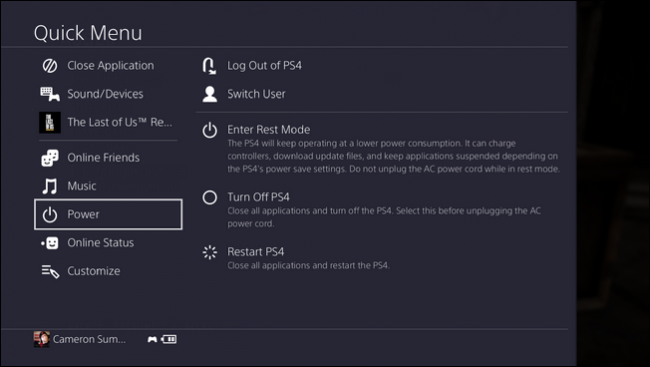 Quick Menu
Close Application
Sound/Devices
The Last of Us™ Re...
Online Friends
Music
Power
Online Status
Customize
Log Out of PS4
Switch User
Enter Rest Mode
The PS4 will keep operating at a lower power consumption. It can charge
controllers, download update files, and keep applications suspended depending on
the PS4's power save settings. Do not unplug the AC power cord while in rest mode.
Turn Off PS4
Close all applications and turn off the PS4. Select this before unplugging the AC
power cord.
Restart PS4
Close all applications and restart the PS4.
Cameron Sum...